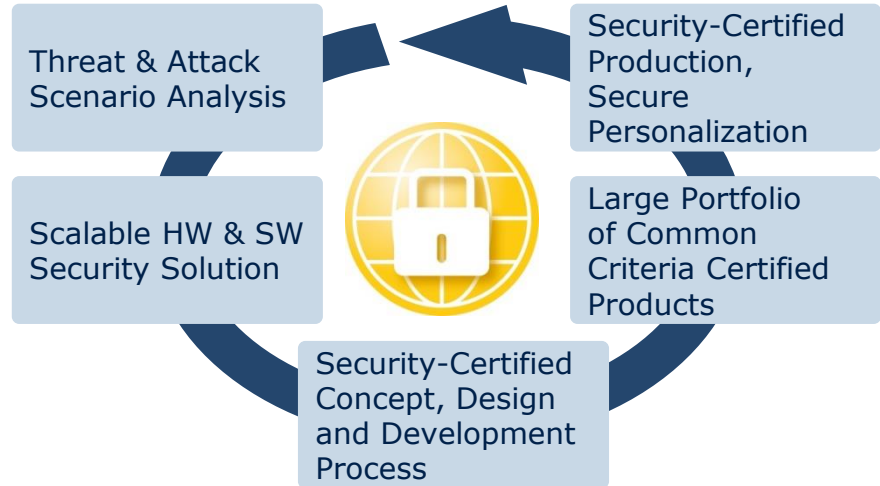 Threat & Attack
Scenario Analysis
Scalable HW & SW
Security Solution
Security-Certified
Concept, Design
and Development
Process
Large Portfolio
of Common
Criteria Certified
Products
Security-Certified
Production,
Secure
Personalization